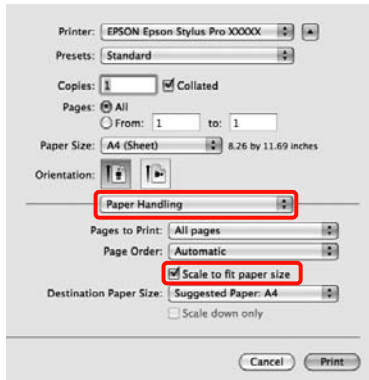 Printer: EPSON Epson Stylus Pro XXXXX
Presets: Standard
Copies: 1 Collated
Pages: All
From: 1 to: 1
Paper Size: A4 (Sheet) 8.26 by 11.69 inches
Orientation:
Paper Handling
Pages to Print: All pages
Page Order: Automatic
Scale to fit paper size
Destination Paper Size: Suggested Paper: A4
Scale down only
Cancel Print